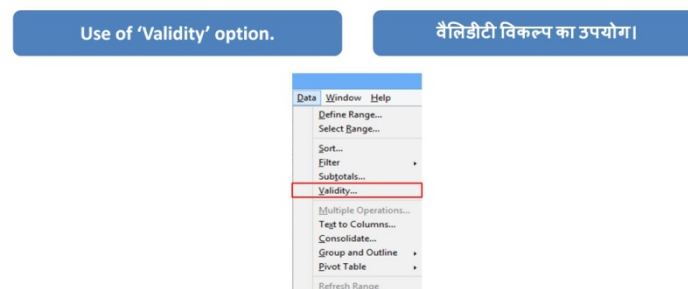 Use of ‘Validity’ option.
वैलिडीटी विकल्प का उपयोग।
Data Window Help
Define Range...
Select Range...
Sort...
Filter
Subtotals...
Validity...
Multiple Operations...
Text to Columns...
Consolidate...
Group and Outline
Pivot Table
Refresh Range